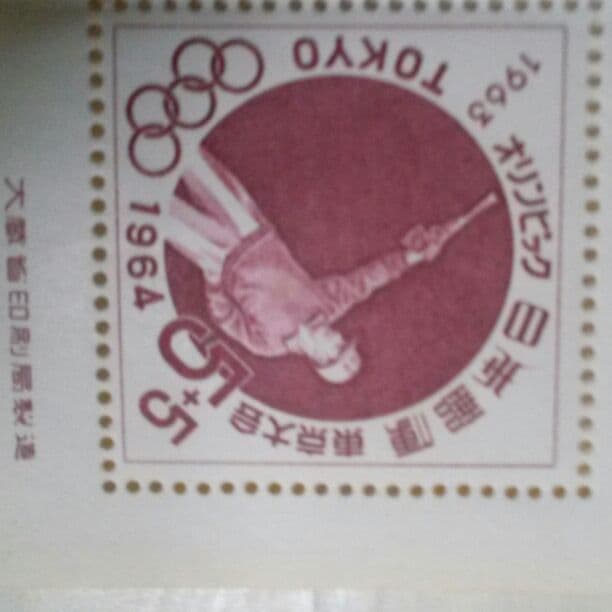 1963
オリンピック
東京大会
日本郵便
TOKYO
1964
5+5
大蔵省印刷局製造